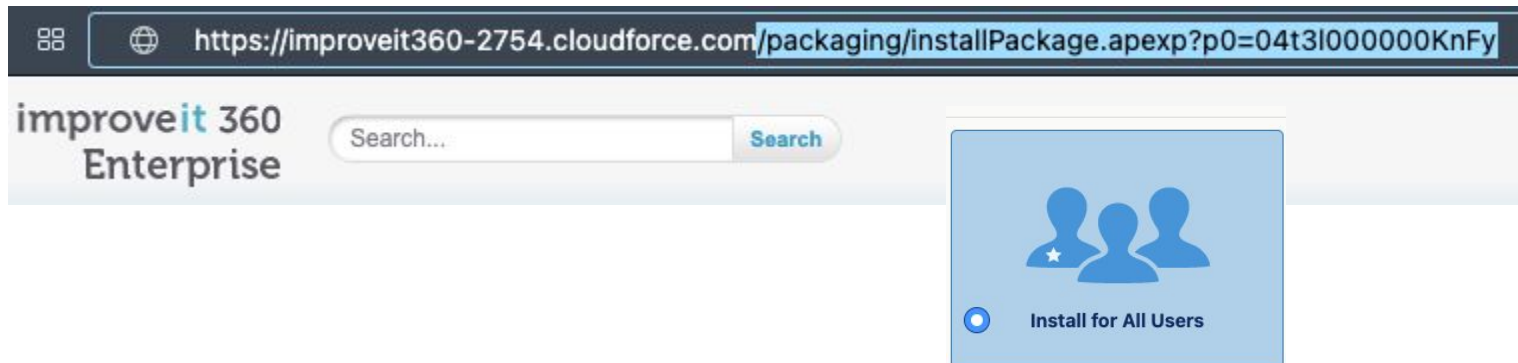 https://improveit360-2754.cloudforce.com/packaging/installPackage.apexp?p0=04t3l000000KnFy
improveit 360
Enterprise
Search...
Search
Install for All Users